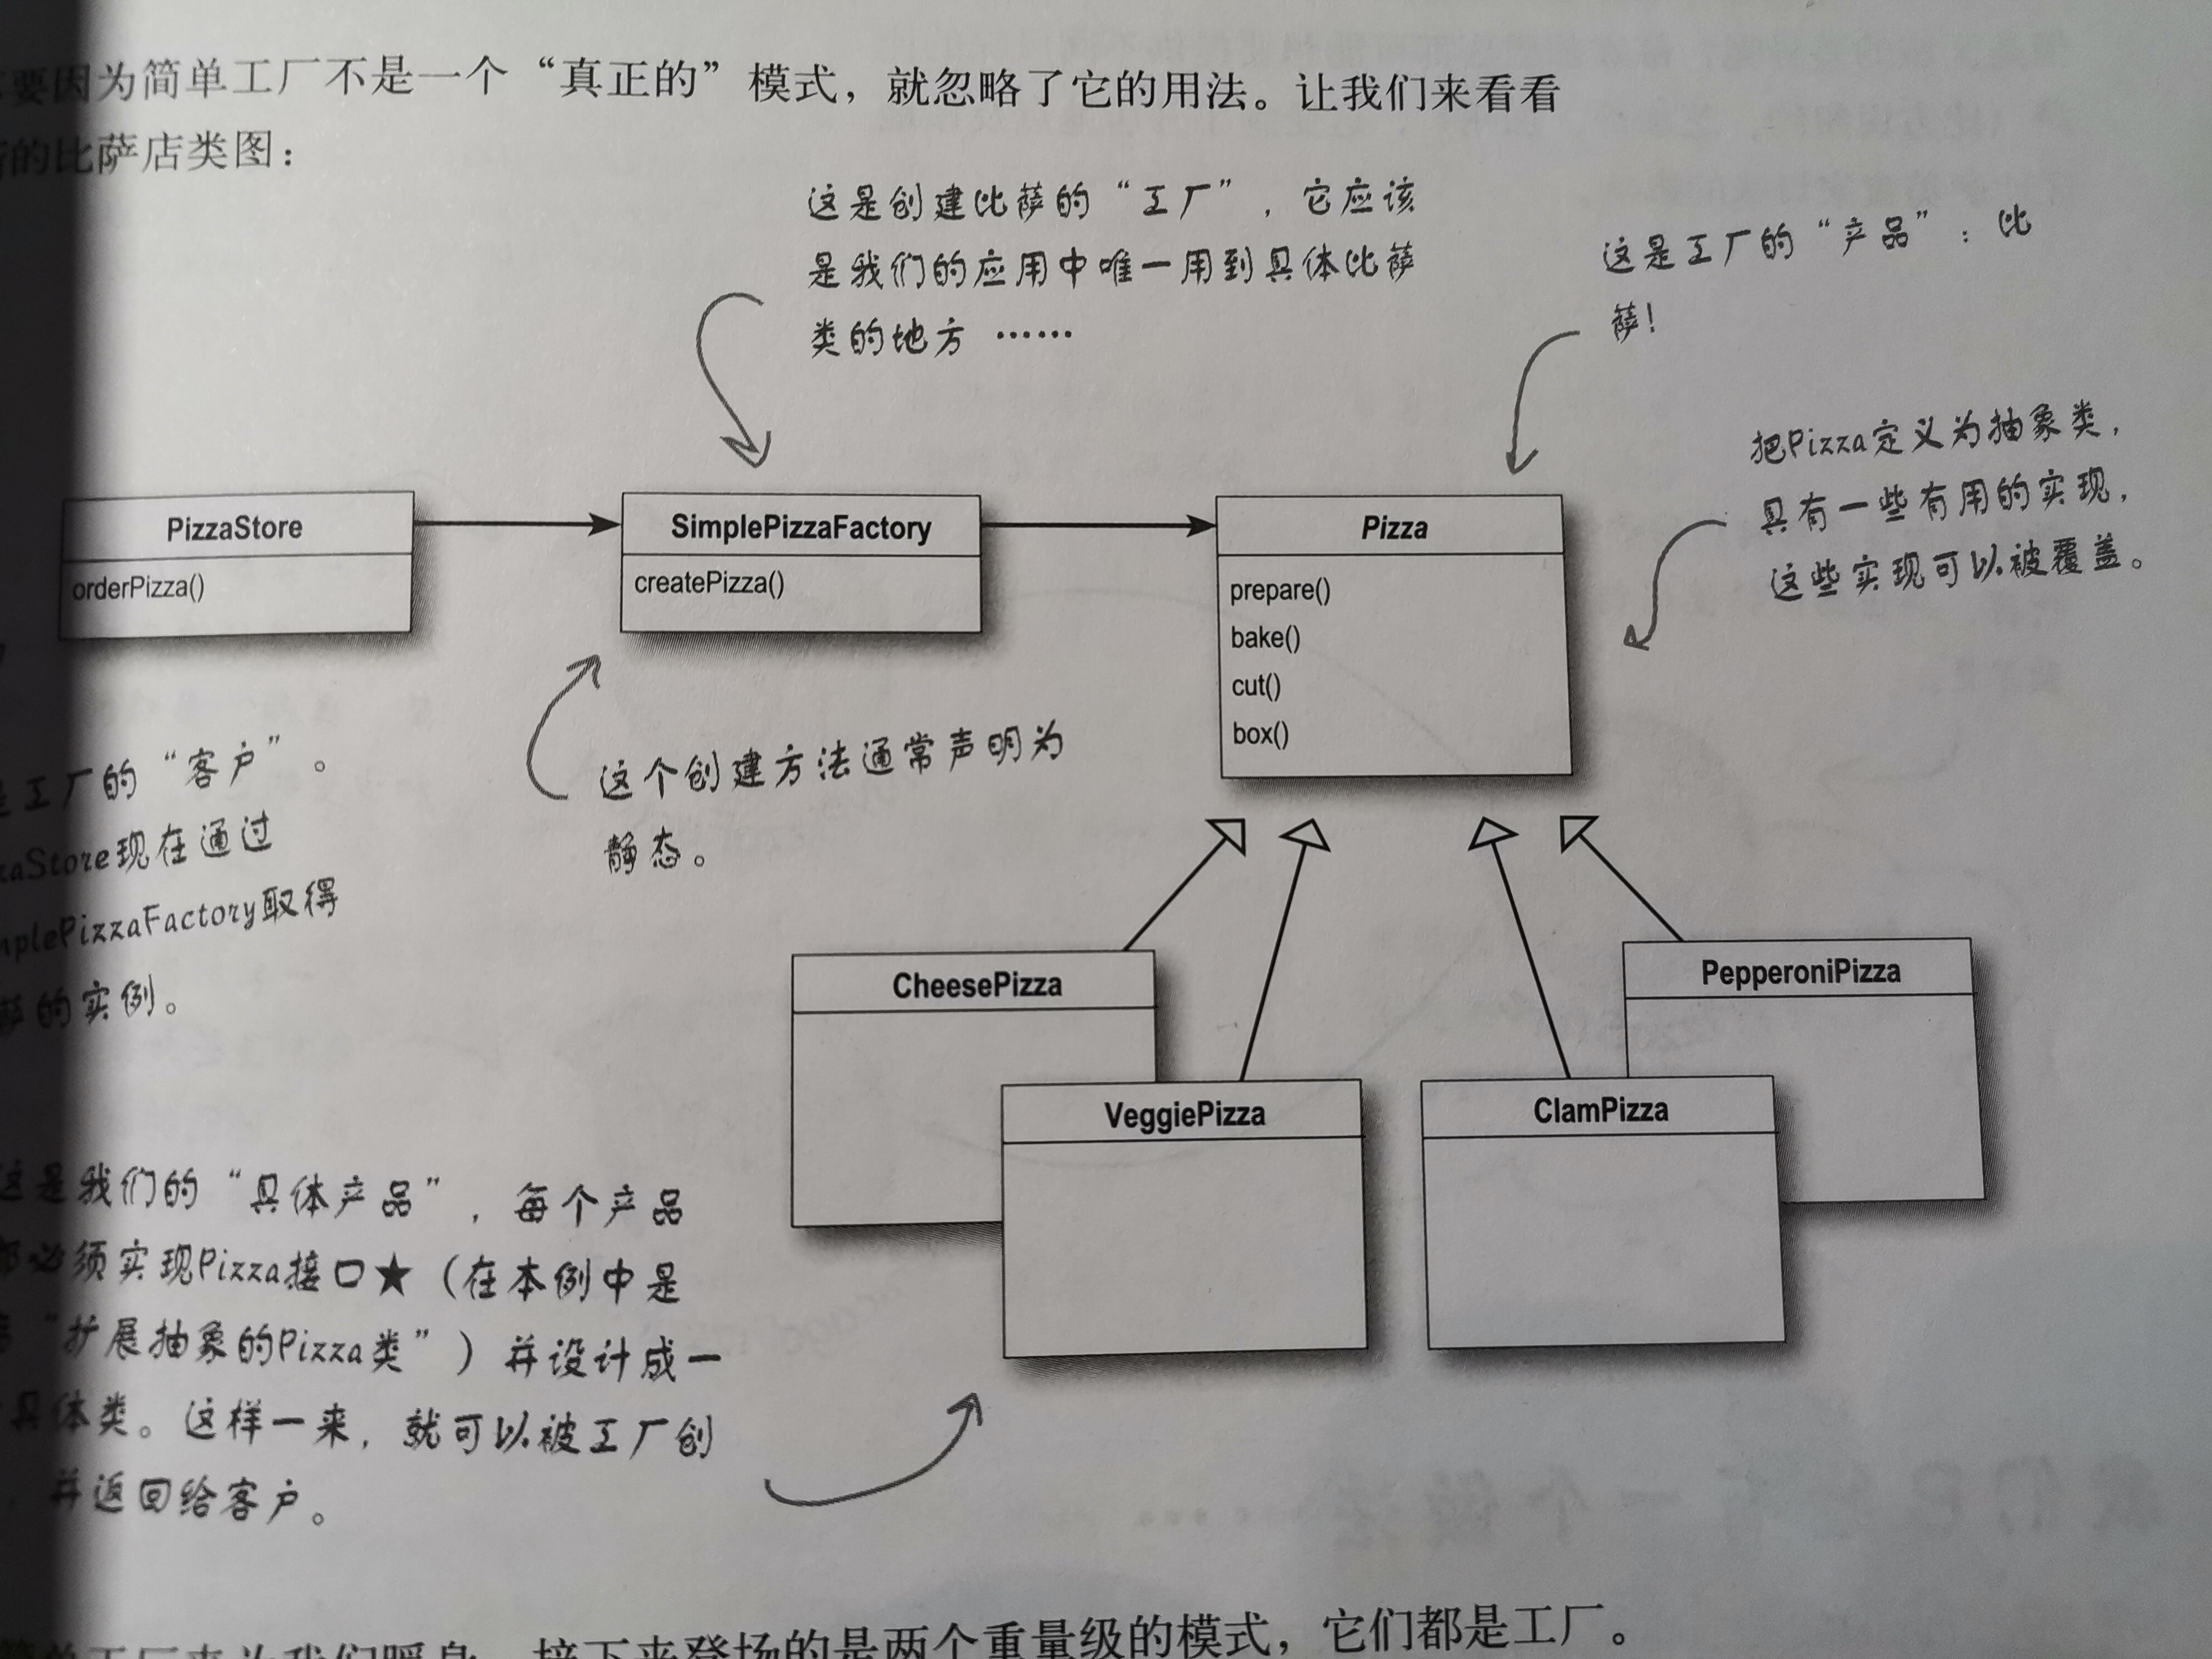 要因为简单工厂不是一个“真正的”模式，就忽略了它的用法。让我们来看看
的比萨店类图：
这是创建比萨的“工厂”，它应该
是我们的应用中唯一用到具体比萨
类的地方……
这是工厂的“产品”：比
萨！
把Pizza定义为抽象类，
具有一些有用的实现，
这些实现可以被覆盖。
PizzaStore
orderPizza()
SimplePizzaFactory
createPizza()
Pizza
prepare()
bake()
cut()
box()
是工厂的“客户”。
zaStore现在通过
mplePizzaFactory取得
萨的实例。
这个创建方法通常声明为
静态。
CheesePizza
VeggiePizza
ClamPizza
PepperoniPizza
这是我们的“具体产品”，每个产品
都必须实现Pizza接口★（在本例中是
“扩展抽象的Pizza类”）并设计成一
具体类。这样一来，就可以被工厂创
，并返回给客户。
简单工厂来为我们暖身，接下来登场的是两个重量级的模式，它们都是工厂。